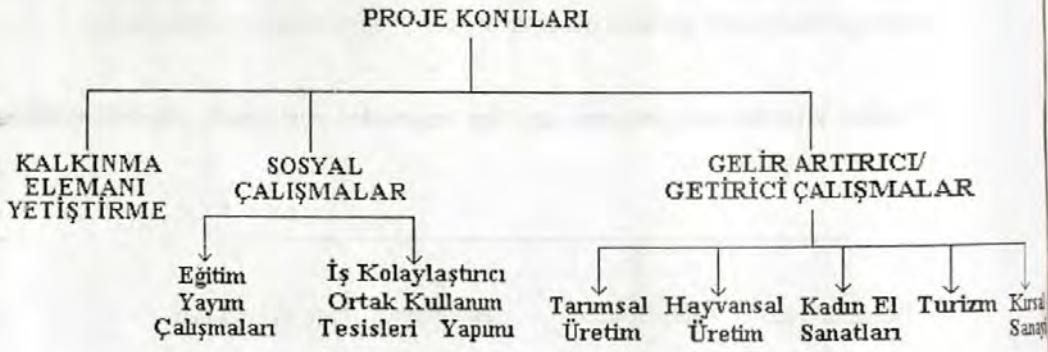 PROJE KONULARI
KALKINMA
ELEMANI
YETİŞTİRME
SOSYAL
ÇALIŞMALAR
GELİR ARTIRICI/
GETİRİCİ ÇALIŞMALAR
Eğitim
Yayım
Çalışmaları
İş Kolaylaştırıcı
Ortak Kullanım
Tesisleri Yapımı
Tarımsal
Üretim
Hayvansal
Üretim
Kadın El
Sanatları
Turizm
Kırsal